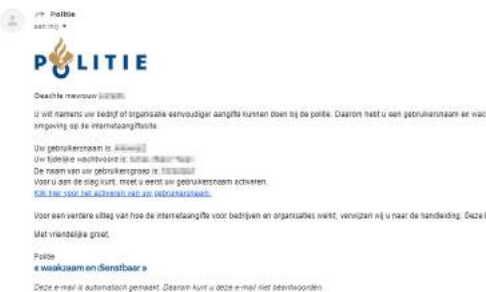 Politie
aan mij
POLITIE
Geachte mevrouw
U wilt namens uw bedrijf of organisatie eenvoudiger aangifte kunnen doen bij de politie. Daarom hebt u een gebruikersnaam en wac
omgeving op de internetaangiftesite.
Uw gebruikersnaam is:
Uw tijdelijke wachtwoord is:
De naam van uw gebruikersgroep is:
Voor u aan de slag kunt, moet u eerst uw gebruikersnaam activeren.
Klik hier voor het activeren van uw gebruikersnaam.
Voor een verdere uitleg van hoe de internetaangifte voor bedrijven en organisaties werkt, verwijzen wij u naar de handleiding. Deze
Met vriendelijke groet,
Politie
« waakzaam en dienstbaar »
Deze e-mail is automatisch gemaakt. Daarom kunt u deze e-mail niet beantwoorden.